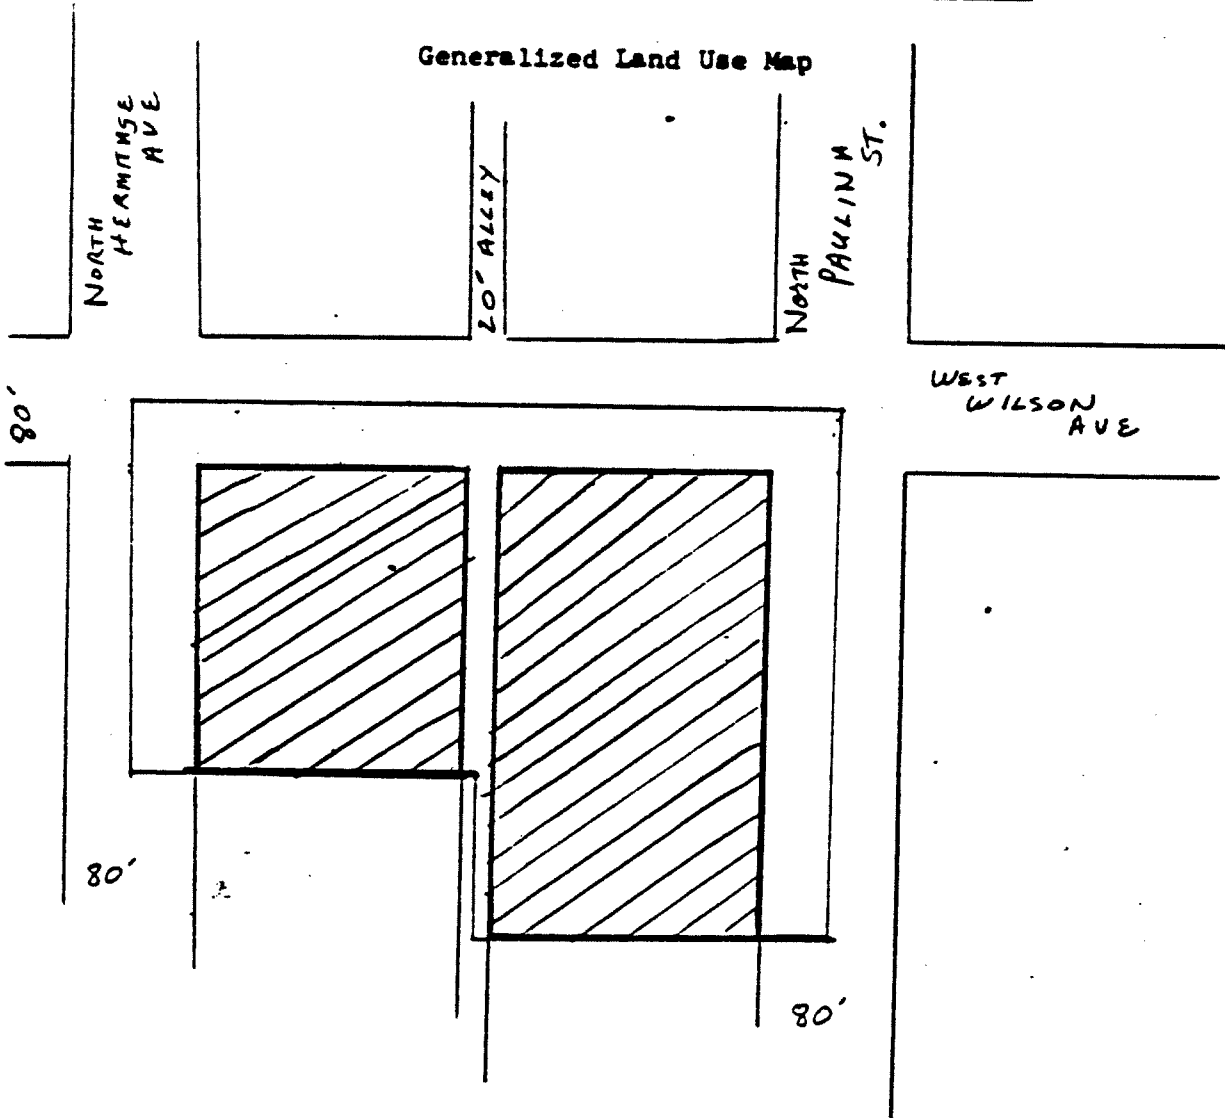 Generalized Land Use Map
NORTH
HERMITAGE
AVE
20' ALLEY
NORTH
PAULINA
ST.
WEST
WILSON
AVE
80'
80'
80'